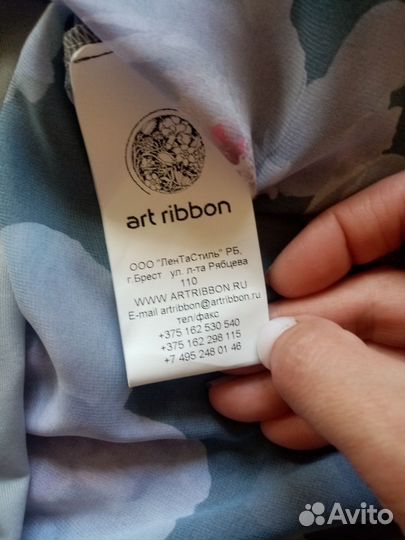 art ribbon
ООО "ЛенТаСтиль" РБ,
г.Брест ул. л-та Рябцева
110
WWW ARTRIBBON.RU
E-mail artribbon@artribbon.ru
тел/факс
+375 162 530 540
+375 162 298 115
+7 495 248 01 46
Avito